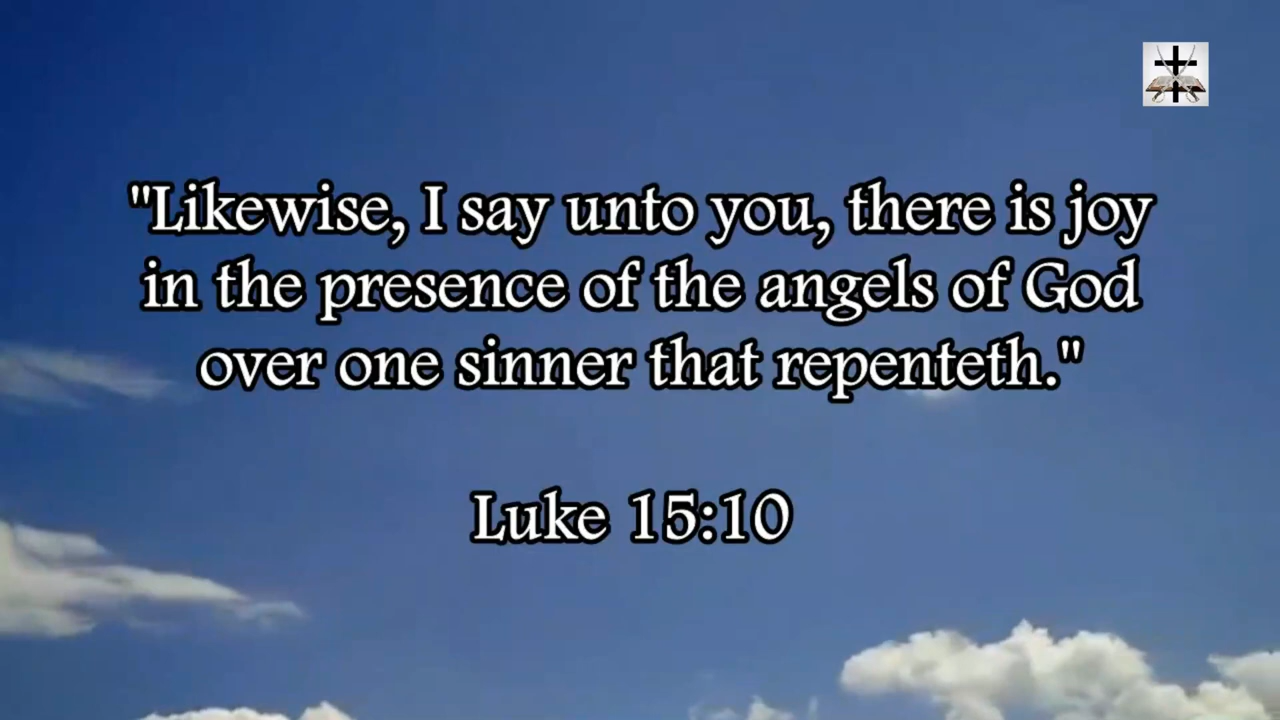 "Likewise, I say unto you, there is joy
in the presence of the angels of God
over one sinner that repenteth."
Luke 15:10